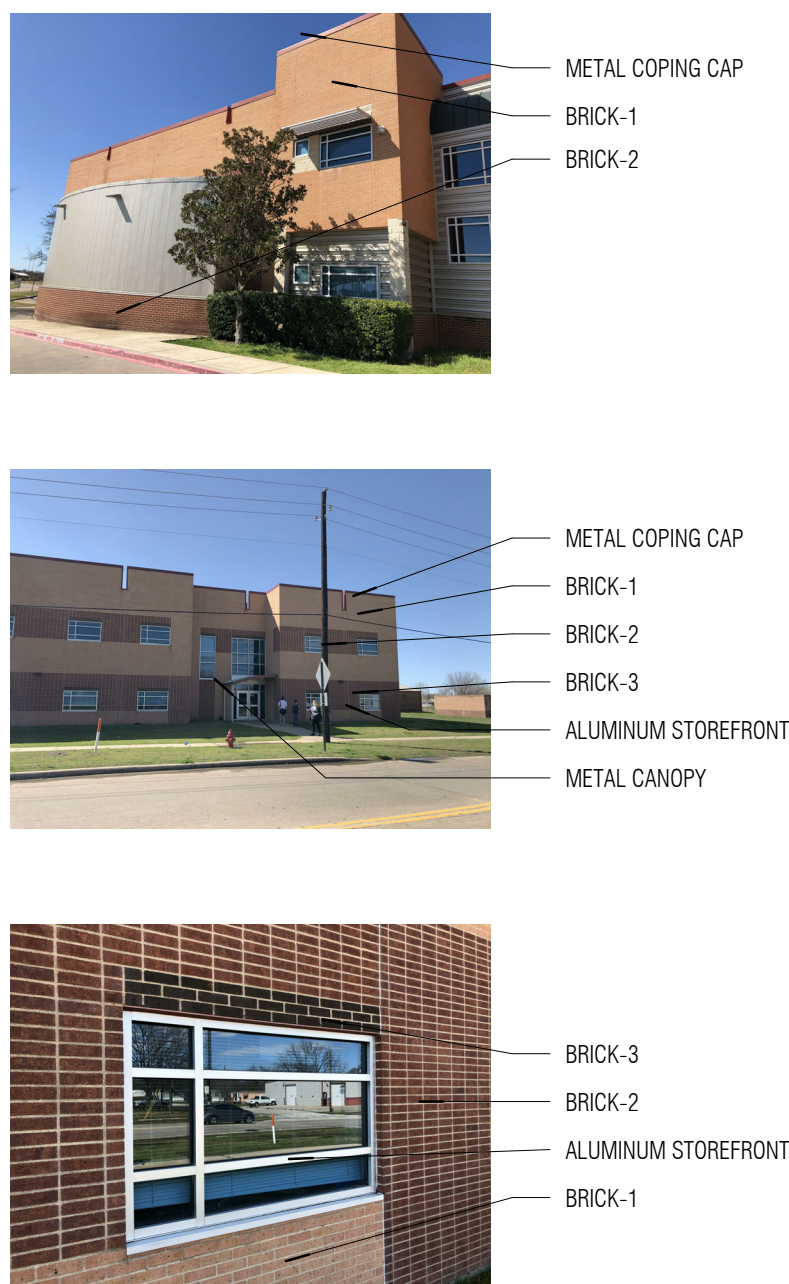 METAL COPING CAP
BRICK-1
BRICK-2
METAL COPING CAP
BRICK-1
BRICK-2
BRICK-3
ALUMINUM STOREFRONT
METAL CANOPY
BRICK-3
BRICK-2
ALUMINUM STOREFRONT
BRICK-1